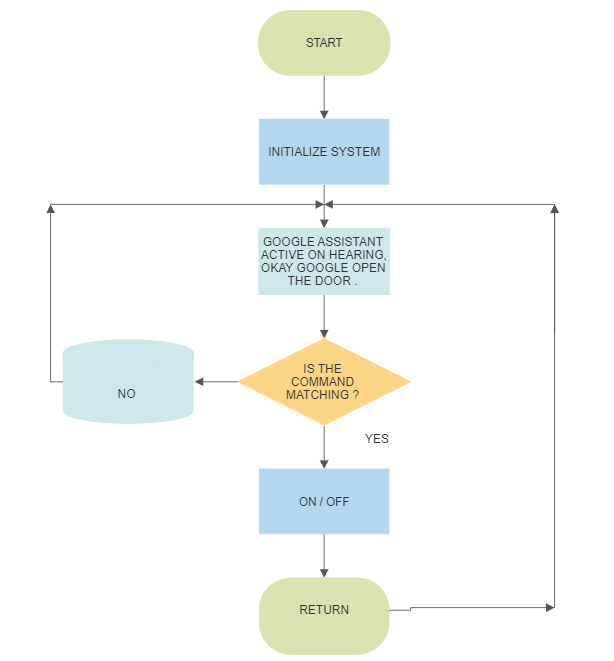 START
INITIALIZE SYSTEM
GOOGLE ASSISTANT
ACTIVE ON HEARING,
OKAY GOOGLE OPEN
THE DOOR .
IS THE
COMMAND
MATCHING ?
NO
YES
ON / OFF
RETURN